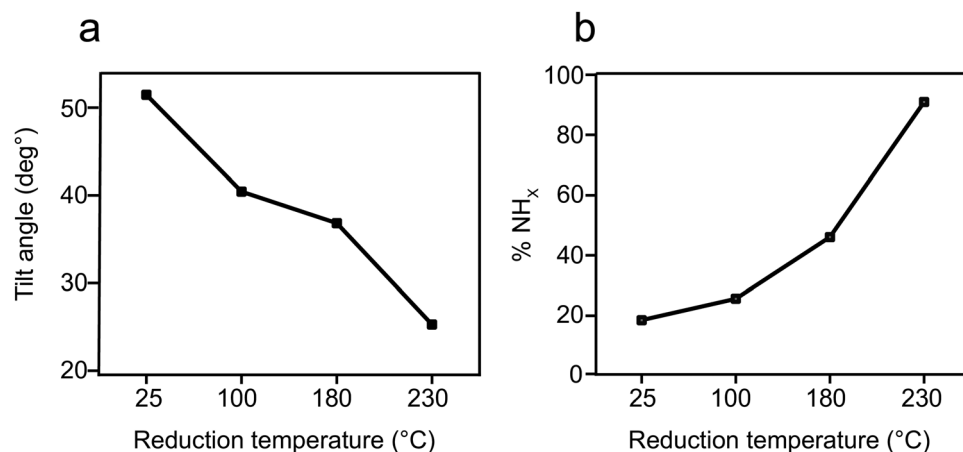 a
Tilt angle (deg°)
50
40
30
20
25 100 180 230
Reduction temperature (°C)
b
% NHx
100
80
60
40
20
0
25 100 180 230
Reduction temperature (°C)